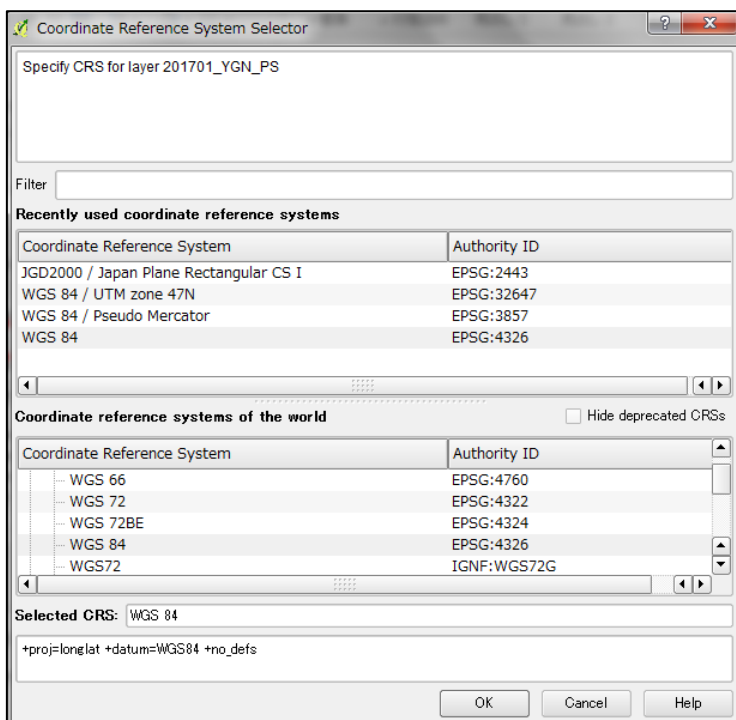 Coordinate Reference System Selector
Specify CRS for layer 201701_YGN_PS
Filter
Recently used coordinate reference systems
Coordinate Reference System Authority ID
JGD2000 / Japan Plane Rectangular CS I EPSG:2443
WGS 84 / UTM zone 47N EPSG:32647
WGS 84 / Pseudo Mercator EPSG:3857
WGS 84 EPSG:4326
Coordinate reference systems of the world Hide deprecated CRSs
Coordinate Reference System Authority ID
WGS 66 EPSG:4760
WGS 72 EPSG:4322
WGS 72BE EPSG:4324
WGS 84 EPSG:4326
WGS72 IGNF:WGS72G
Selected CRS: WGS 84
+proj=longlat +datum=WGS84 +no_defs
OK Cancel Help